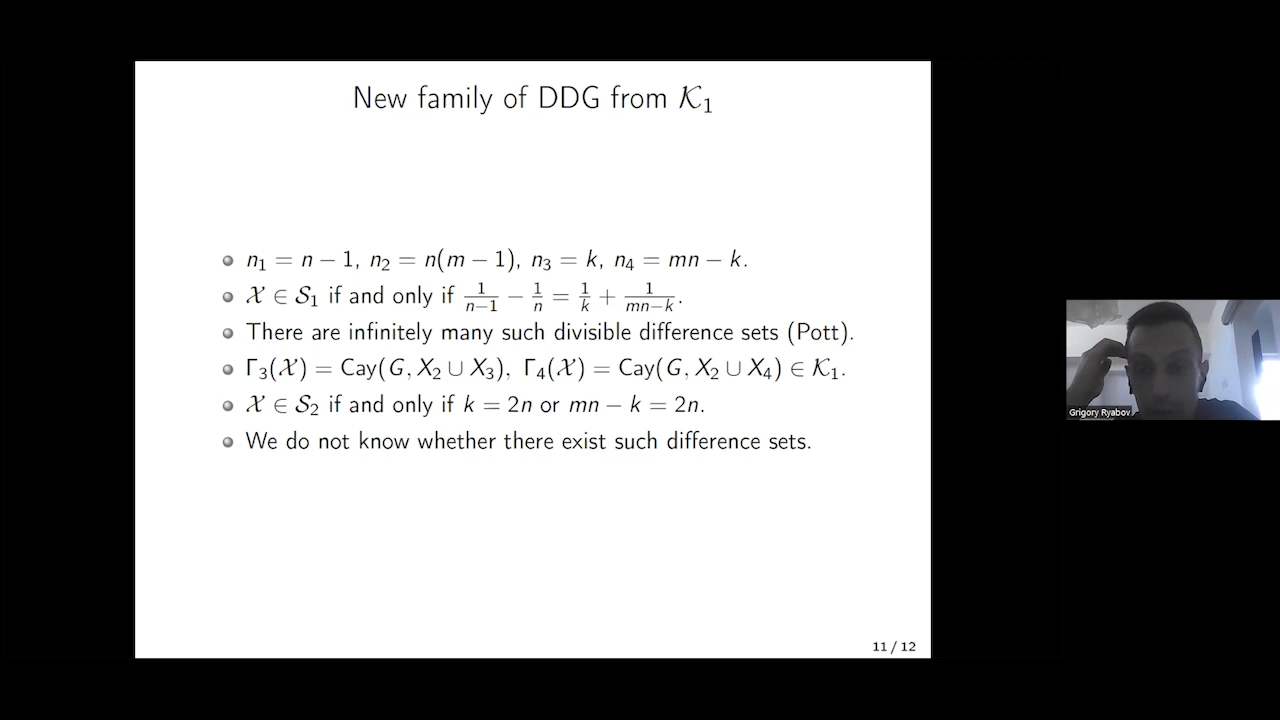 New family of DDG from 𝒦₁
n₁ = n − 1, n₂ = n(m − 1), n₃ = k, n₄ = mn − k.
𝒳 ∈ 𝒮₁ if and only if 1/(n−1) − 1/n = 1/k + 1/(mn−k).
There are infinitely many such divisible difference sets (Pott).
Γ₃(𝒳) = Cay(G, X₂ ∪ X₃), Γ₄(𝒳) = Cay(G, X₂ ∪ X₄) ∈ 𝒦₁.
𝒳 ∈ 𝒮₂ if and only if k = 2n or mn − k = 2n.
We do not know whether there exist such difference sets.
Grigory Ryabov
11 / 12